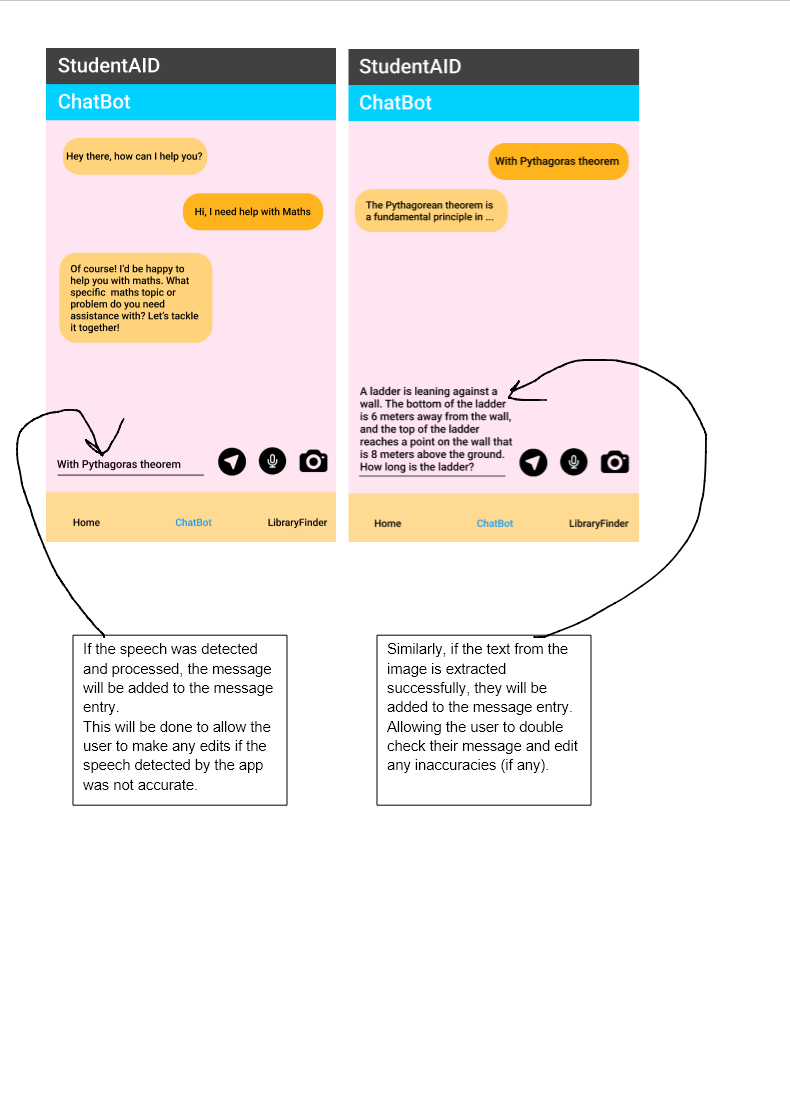 StudentAID
ChatBot
Hey there, how can I help you?
Hi, I need help with Maths
Of course! I'd be happy to
help you with maths. What
specific  maths topic or
problem do you need
assistance with? Let's tackle
it together!
With Pythagoras theorem
Home
ChatBot
LibraryFinder
StudentAID
ChatBot
With Pythagoras theorem
The Pythagorean theorem is
a fundamental principle in ...
A ladder is leaning against a
wall. The bottom of the ladder
is 6 meters away from the wall,
and the top of the ladder
reaches a point on the wall that
is 8 meters above the ground.
How long is the ladder?
Home
ChatBot
LibraryFinder
If the speech was detected
and processed, the message
will be added to the message
entry.
This will be done to allow the
user to make any edits if the
speech detected by the app
was not accurate.
Similarly, if the text from the
image is extracted
successfully, they will be
added to the message entry.
Allowing the user to double
check their message and edit
any inaccuracies (if any).